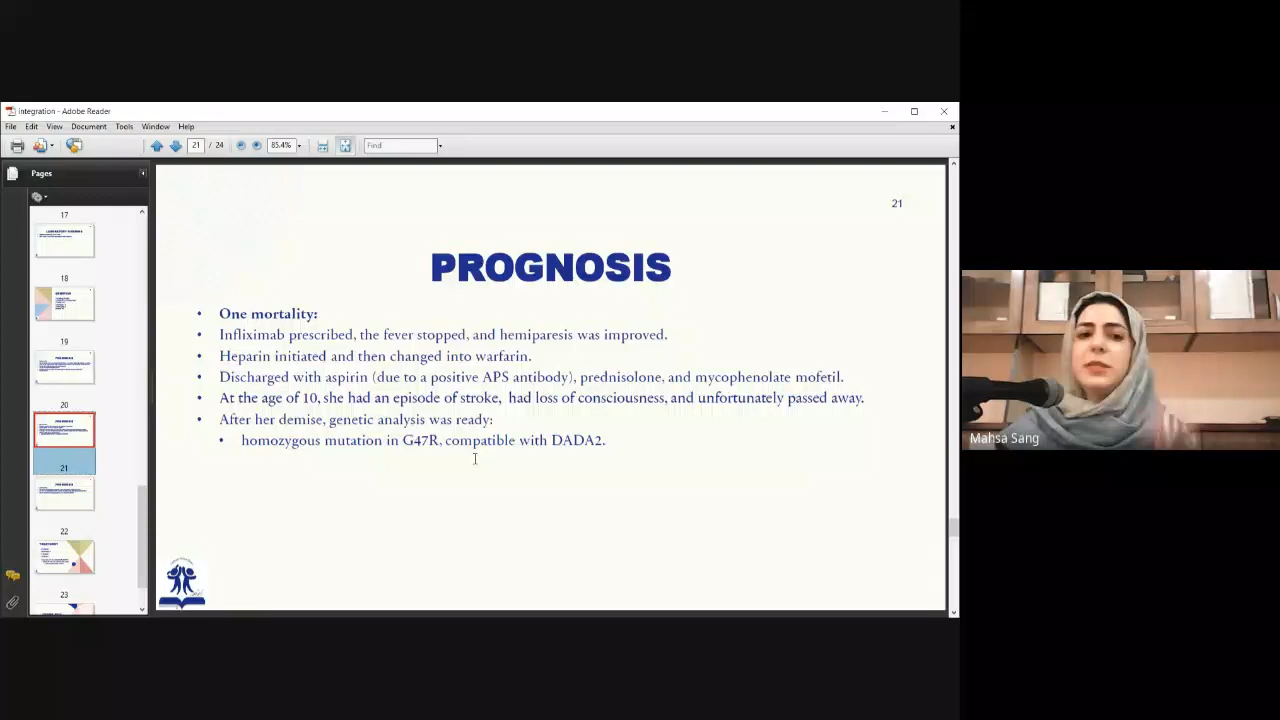 integration - Adobe Reader
File Edit View Document Tools Window Help
21 / 24 85.4% Find
Pages
17
18
19
20
21
22
23
21
PROGNOSIS
• One mortality:
• Infliximab prescribed, the fever stopped, and hemiparesis was improved.
• Heparin initiated and then changed into warfarin.
• Discharged with aspirin (due to a positive APS antibody), prednisolone, and mycophenolate mofetil.
• At the age of 10, she had an episode of stroke, had loss of consciousness, and unfortunately passed away.
• After her demise, genetic analysis was ready:
• homozygous mutation in G47R, compatible with DADA2.
Mahsa Sang